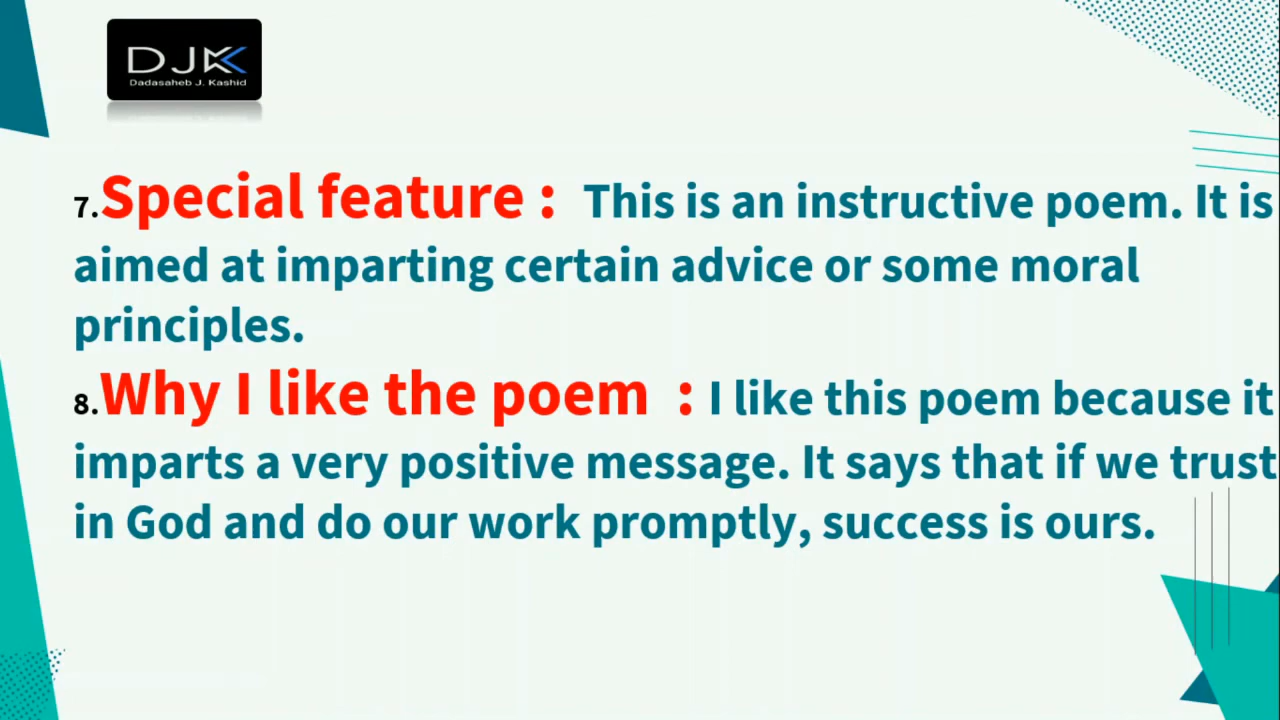 DJK
Dadasaheb J. Kashid
7.Special feature : This is an instructive poem. It is
aimed at imparting certain advice or some moral
principles.
8.Why I like the poem : I like this poem because it
imparts a very positive message. It says that if we trust
in God and do our work promptly, success is ours.